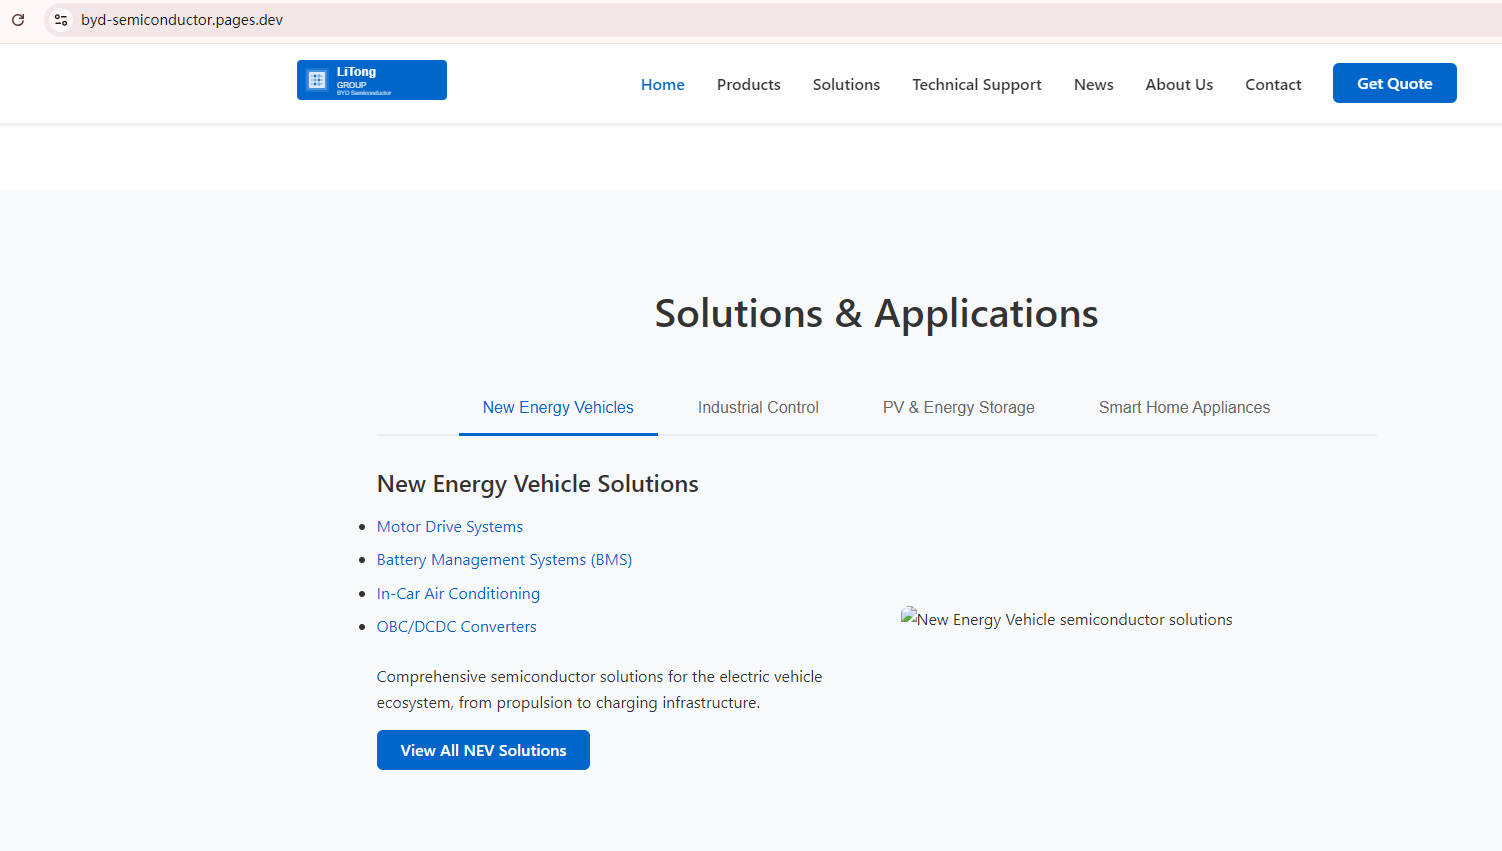 byd-semiconductor.pages.dev
LiTong
GROUP
BYD Semiconductor
Home
Products
Solutions
Technical Support
News
About Us
Contact
Get Quote
Solutions & Applications
New Energy Vehicles
Industrial Control
PV & Energy Storage
Smart Home Appliances
New Energy Vehicle Solutions
Motor Drive Systems
Battery Management Systems (BMS)
In-Car Air Conditioning
OBC/DCDC Converters
Comprehensive semiconductor solutions for the electric vehicle
ecosystem, from propulsion to charging infrastructure.
View All NEV Solutions
New Energy Vehicle semiconductor solutions